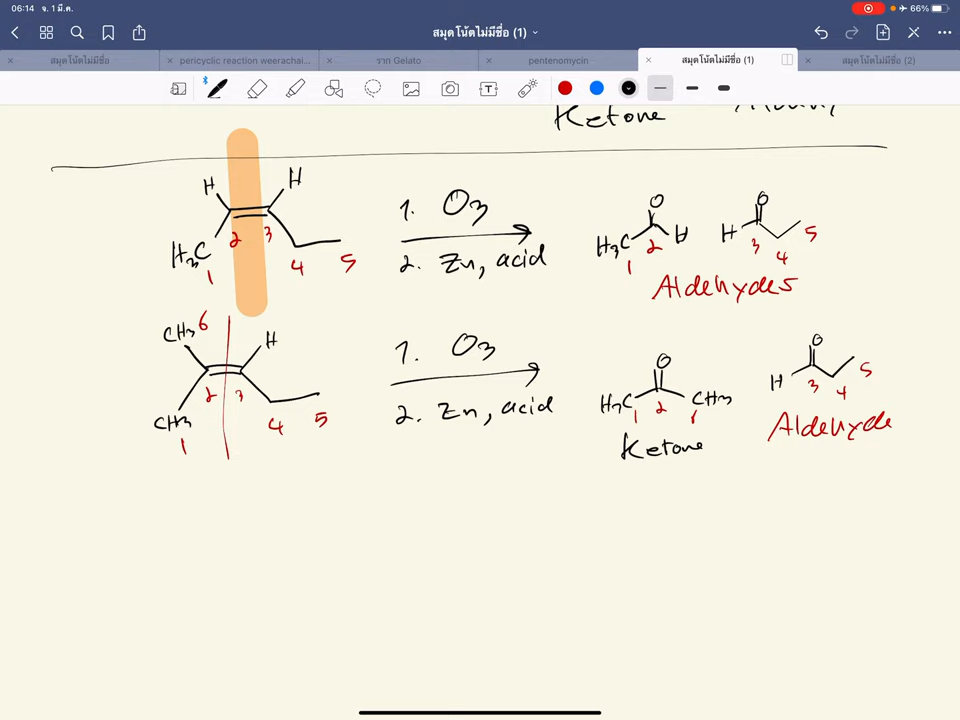 06:14 จ. 1 มี.ค.
66%
สมุดโน้ตไม่มีชื่อ (1)
สมุดโน้ตไม่มีชื่อ
pericyclic reaction weerachai...
ราก Gelato
pentenomycin
สมุดโน้ตไม่มีชื่อ (1)
สมุดโน้ตไม่มีชื่อ (2)
Ketone
H H
H3C
1 2 3 4 5
1. O3
2. Zn, acid
O
H3C H
1 2
O
H
3 4 5
Aldehydes
CH3 6
H
CH3
1 2 3 4 5
1. O3
2. Zn, acid
O
H3C CH3
1 2
Ketone
O
H
3 4 5
Aldehyde